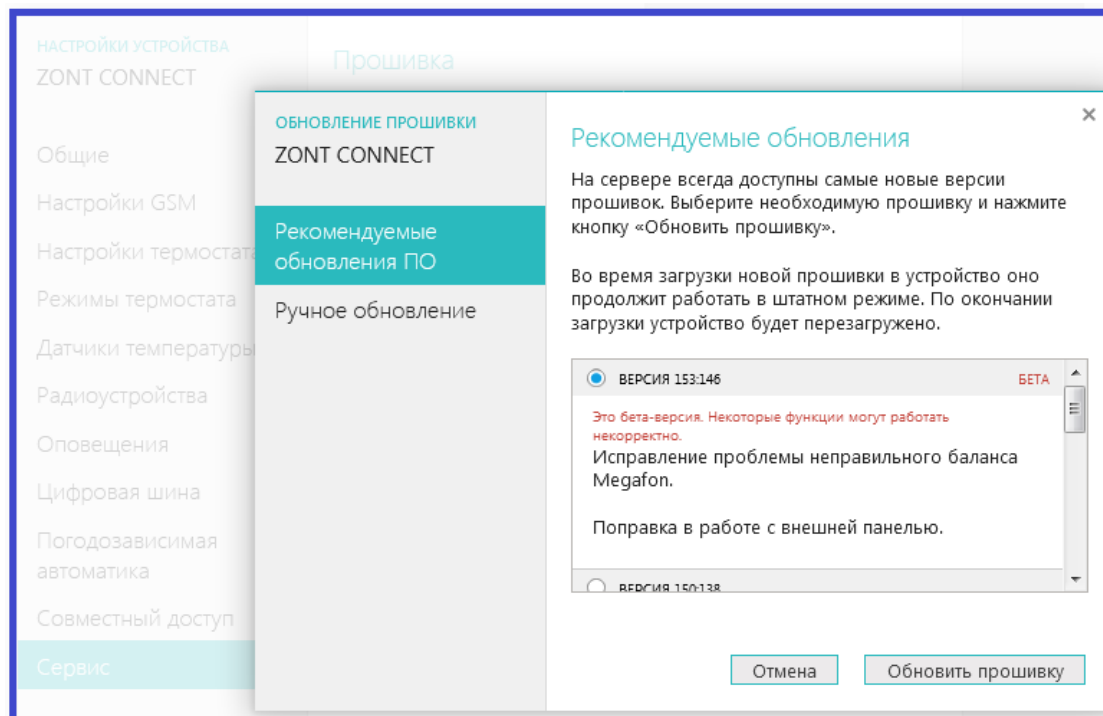 НАСТРОЙКИ УСТРОЙСТВА
ZONT CONNECT
Общие
Настройки GSM
Настройки термостата
Режимы термостата
Датчики температуры
Радиоустройства
Оповещения
Цифровая шина
Погодозависимая
автоматика
Совместный доступ
Сервис
Прошивка
ОБНОВЛЕНИЕ ПРОШИВКИ
ZONT CONNECT
Рекомендуемые
обновления ПО
Ручное обновление
Рекомендуемые обновления
На сервере всегда доступны самые новые версии
прошивок. Выберите необходимую прошивку и нажмите
кнопку «Обновить прошивку».
Во время загрузки новой прошивки в устройство оно
продолжит работать в штатном режиме. По окончании
загрузки устройство будет перезагружено.
ВЕРСИЯ 153:146 БЕТА
Это бета-версия. Некоторые функции могут работать
некорректно.
Исправление проблемы неправильного баланса
Megafon.
Поправка в работе с внешней панелью.
ВЕРСИЯ 150:138
Отмена Обновить прошивку